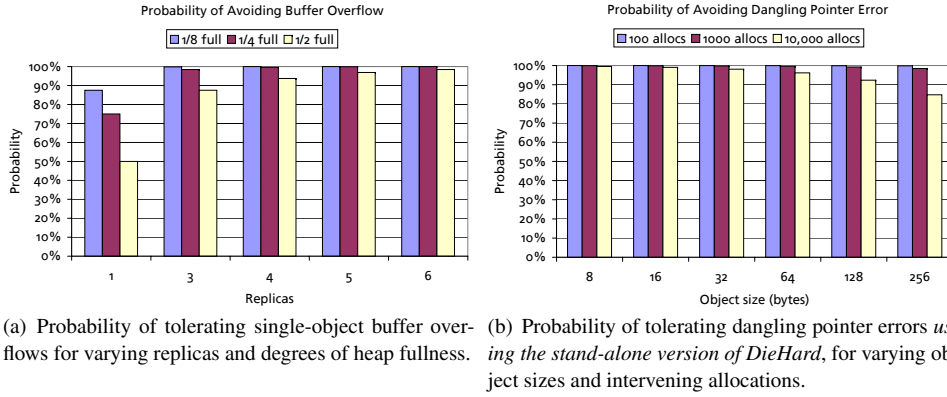 Probability of Avoiding Buffer Overflow
1/8 full 1/4 full 1/2 full
100%
90%
80%
70%
60%
50%
40%
30%
20%
10%
0%
Probability
1 3 4 5 6
Replicas
(a) Probability of tolerating single-object buffer over-
flows for varying replicas and degrees of heap fullness.
Probability of Avoiding Dangling Pointer Error
100 allocs 1000 allocs 10,000 allocs
100%
90%
80%
70%
60%
50%
40%
30%
20%
10%
0%
Probability
8 16 32 64 128 256
Object size (bytes)
(b) Probability of tolerating dangling pointer errors us-
ing the stand-alone version of DieHard, for varying ob-
ject sizes and intervening allocations.